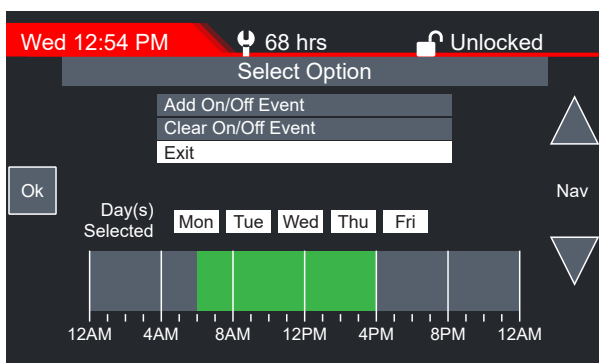 Wed 12:54 PM 68 hrs Unlocked
Select Option
Add On/Off Event
Clear On/Off Event
Exit
Ok
Nav
Day(s)
Selected
Mon Tue Wed Thu Fri
12AM 4AM 8AM 12PM 4PM 8PM 12AM